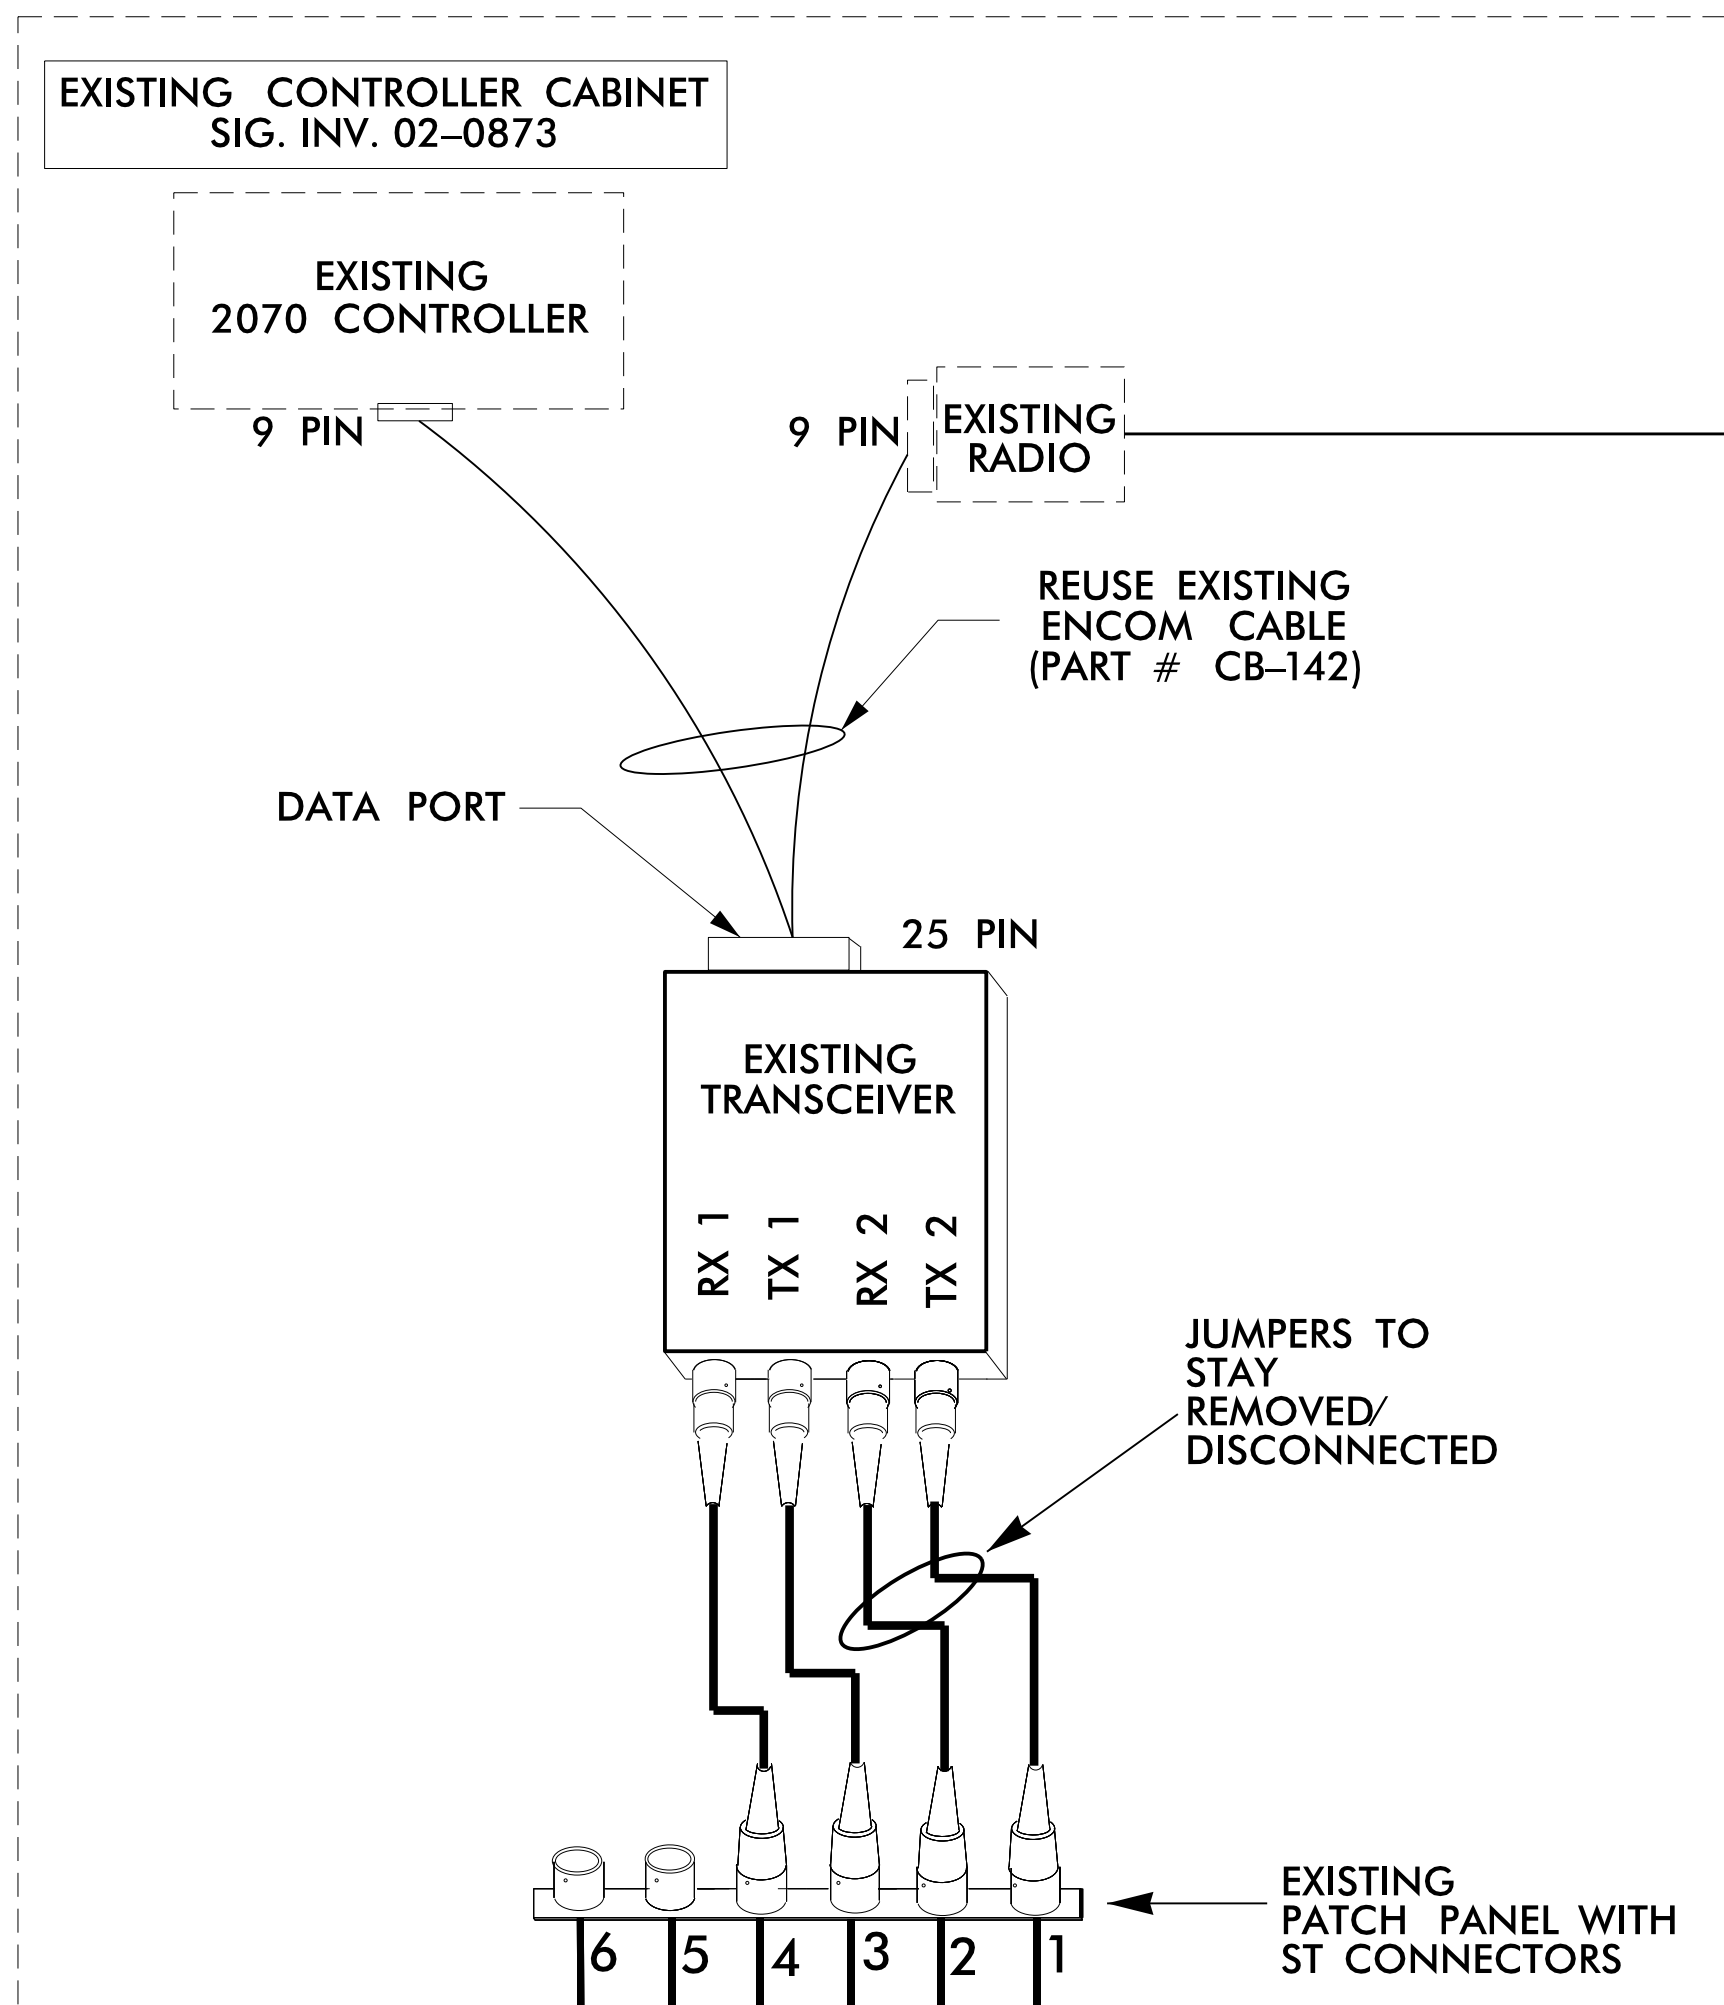 EXISTING CONTROLLER CABINET
SIG. INV. 02–0873
EXISTING
2070 CONTROLLER
9 PIN
9 PIN
EXISTING
RADIO
REUSE EXISTING
ENCOM CABLE
(PART # CB–142)
DATA PORT
25 PIN
EXISTING
TRANSCEIVER
RX 1
TX 1
RX 2
TX 2
JUMPERS TO
STAY
REMOVED/
DISCONNECTED
EXISTING
PATCH PANEL WITH
ST CONNECTORS
6 5 4 3 2 1